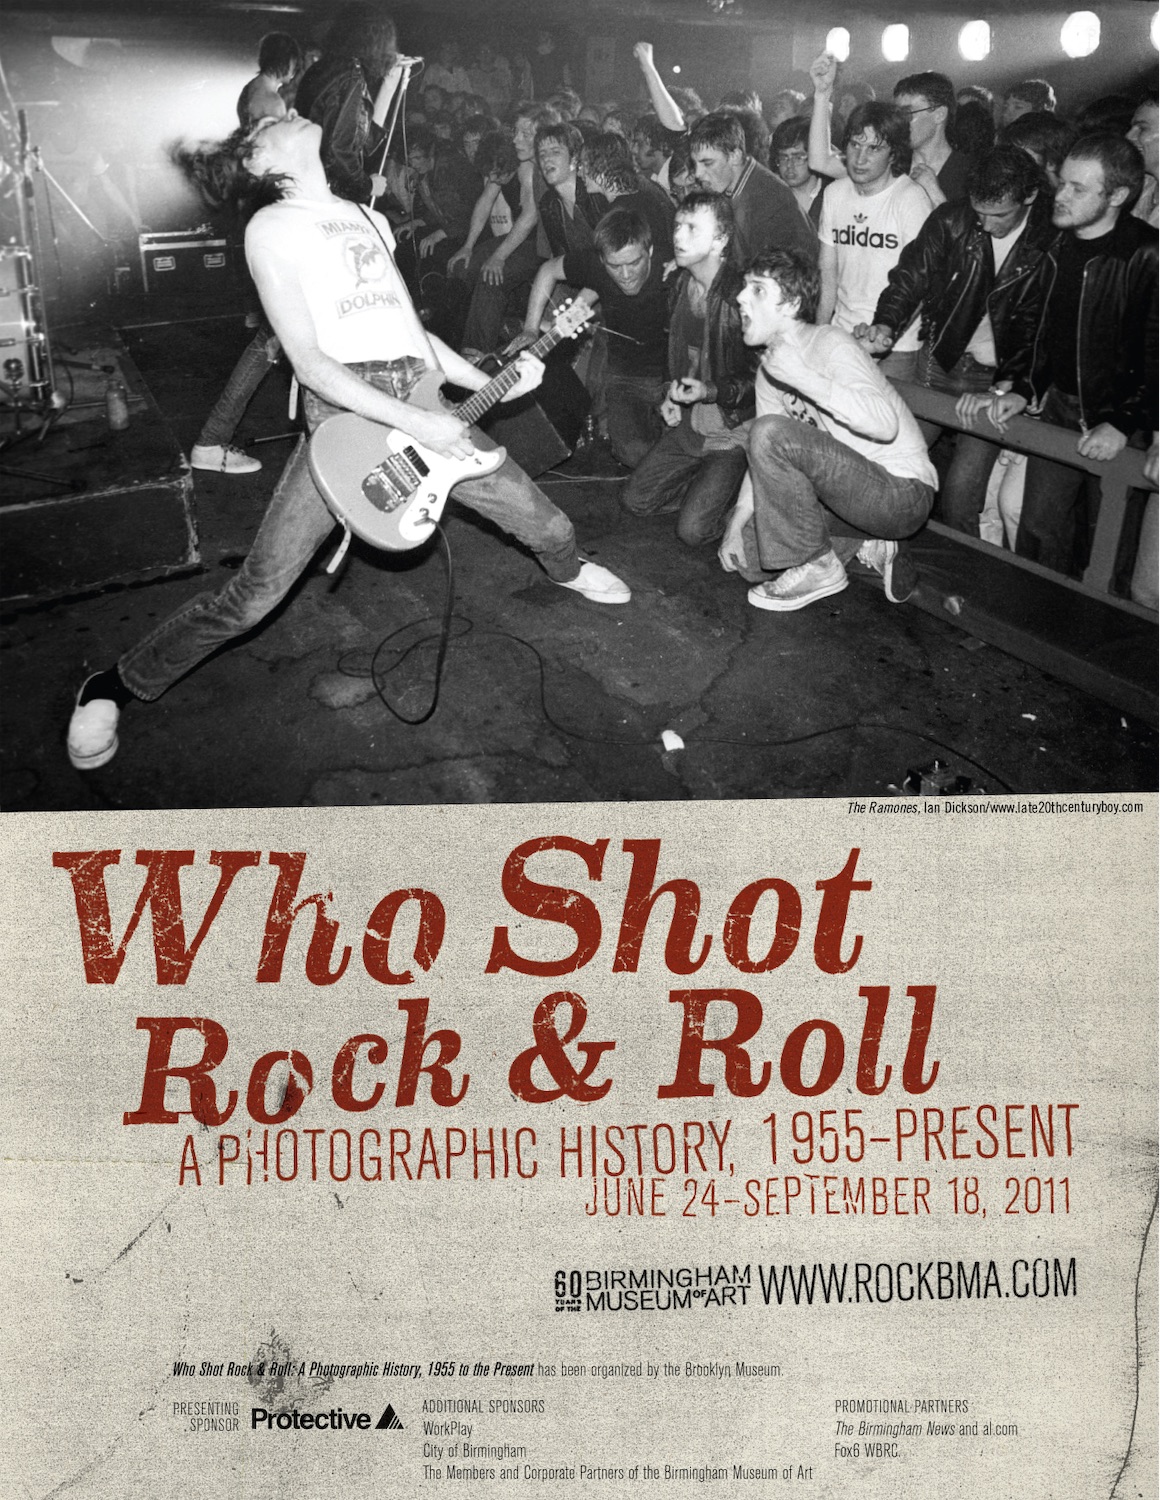 MIAMI
DOLPHINS
adidas
The Ramones, Ian Dickson/www.late20thcenturyboy.com
Who Shot
Rock & Roll
A PHOTOGRAPHIC HISTORY, 1955–PRESENT
JUNE 24–SEPTEMBER 18, 2011
60 YEARS OF THE BIRMINGHAM MUSEUM OF ART WWW.ROCKBMA.COM
Who Shot Rock & Roll: A Photographic History, 1955 to the Present has been organized by the Brooklyn Museum.
PRESENTING
SPONSOR
Protective
ADDITIONAL SPONSORS
WorkPlay
City of Birmingham
The Members and Corporate Partners of the Birmingham Museum of Art
PROMOTIONAL PARTNERS
The Birmingham News and al.com
Fox6 WBRC